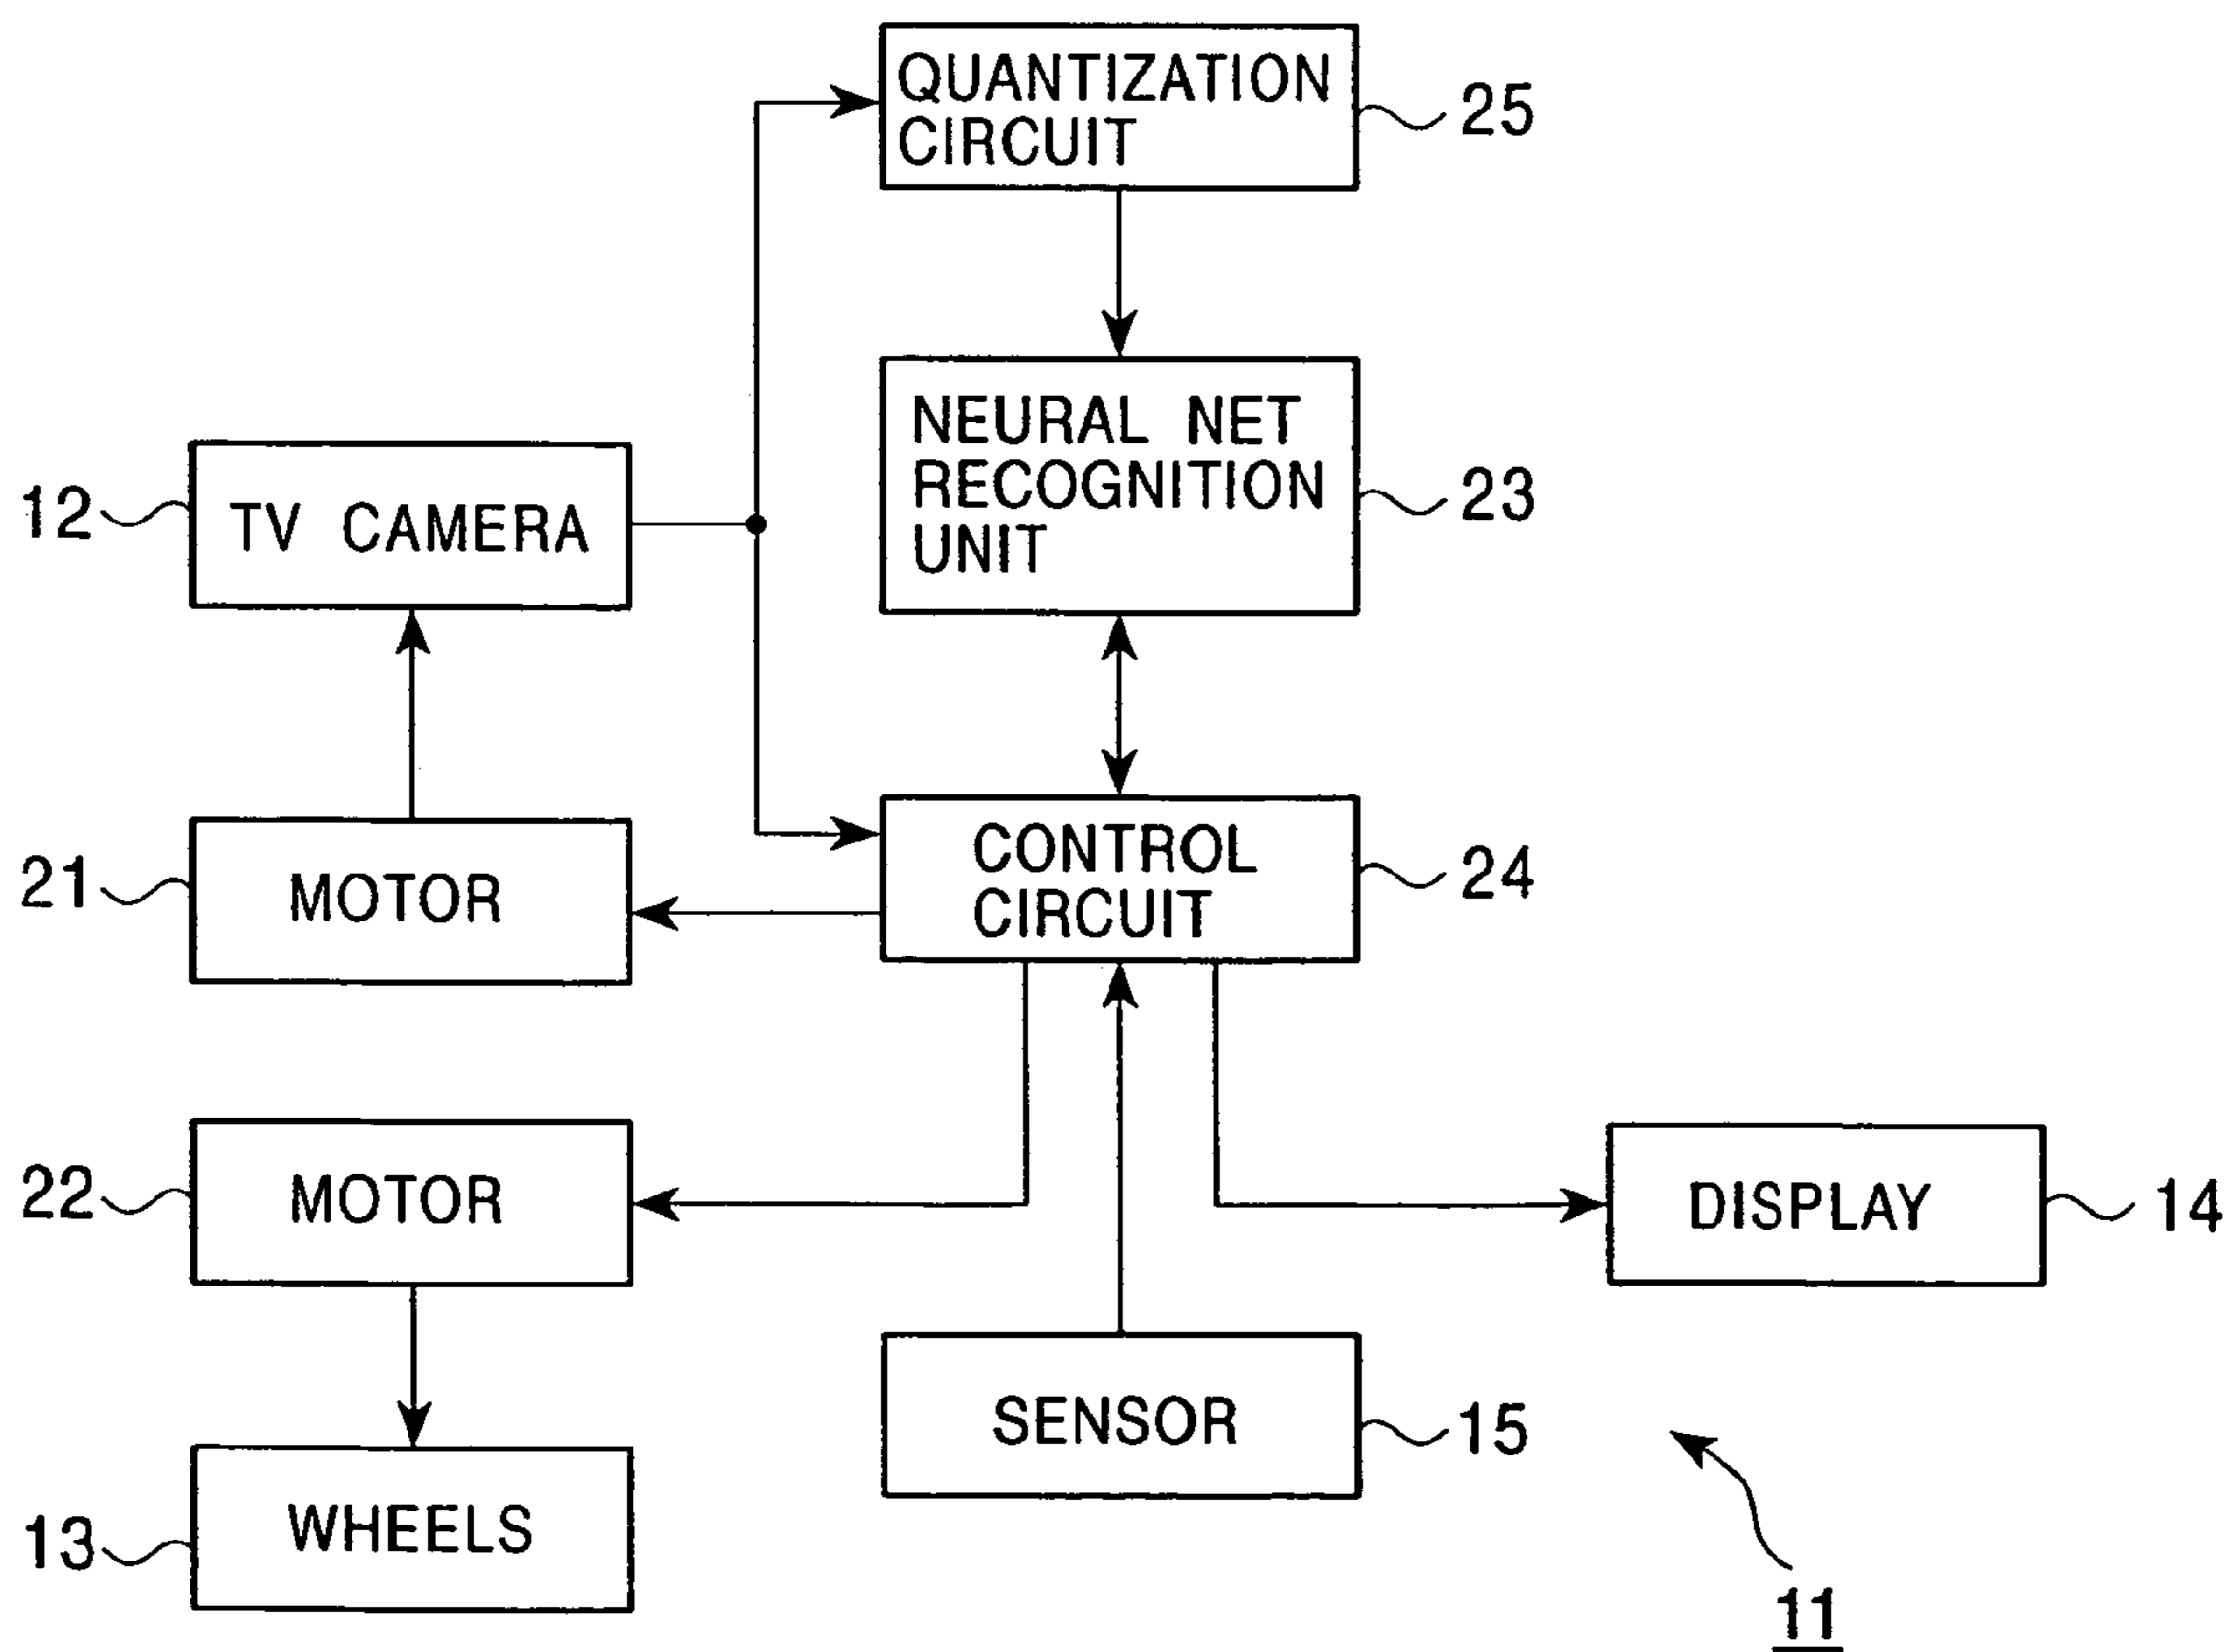 QUANTIZATION
CIRCUIT
25
NEURAL NET
RECOGNITION
UNIT
23
12
TV CAMERA
21
MOTOR
CONTROL
CIRCUIT
24
22
MOTOR
DISPLAY
14
SENSOR
15
13
WHEELS
11